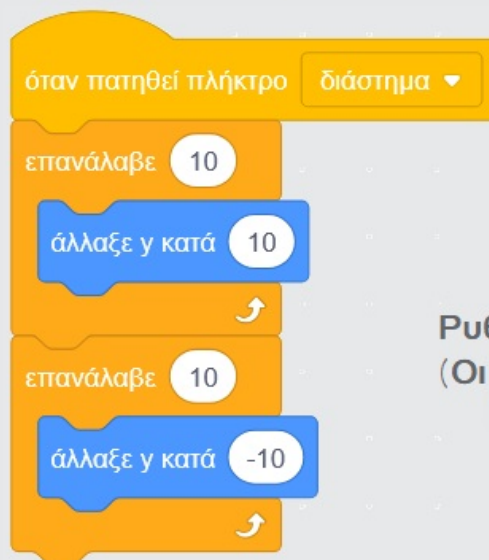 όταν πατηθεί πλήκτρο διάστημα
επανάλαβε 10
άλλαξε y κατά 10
επανάλαβε 10
άλλαξε y κατά -10